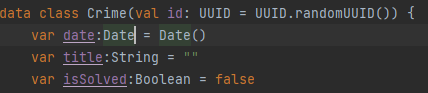 data class Crime(val id: UUID = UUID.randomUUID()) {
var date:Date = Date()
var title:String = ""
var isSolved:Boolean = false